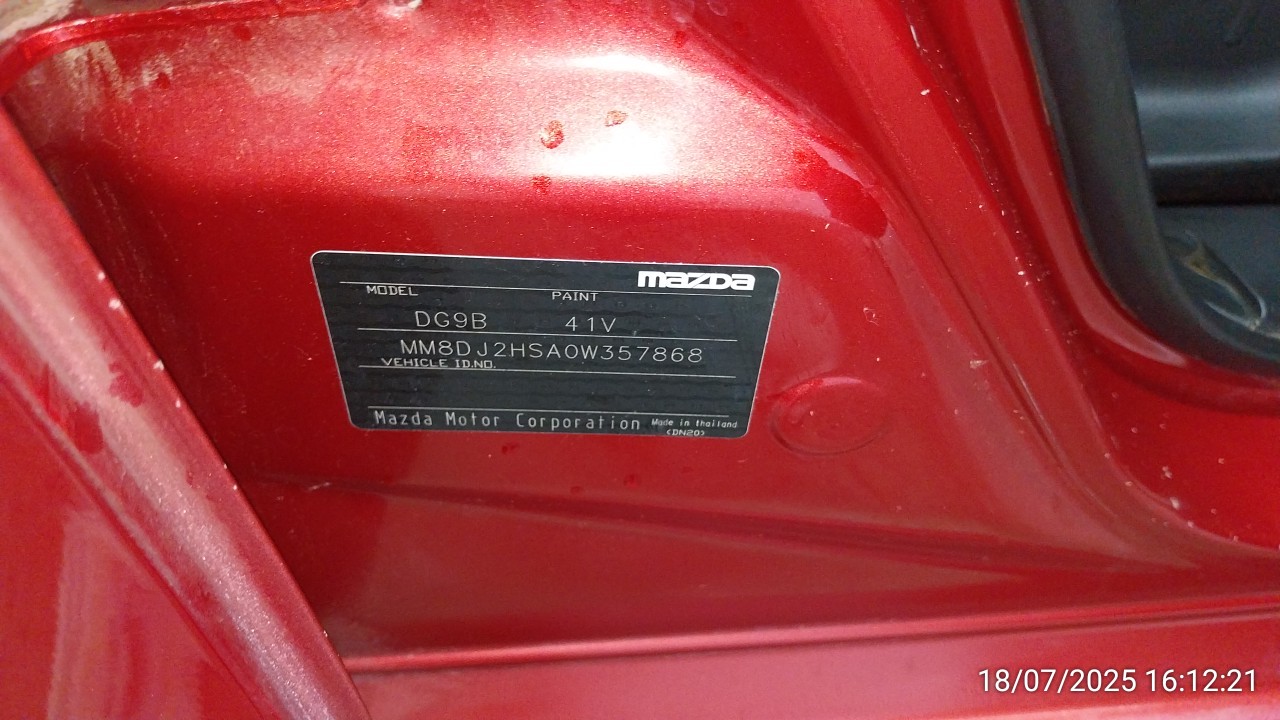 mazda
MODEL PAINT
DG9B 41V
MM8DJ2HSA0W357868
VEHICLE ID.NO.
Mazda Motor Corporation Made in thailand
<DN20>
18/07/2025 16:12:21